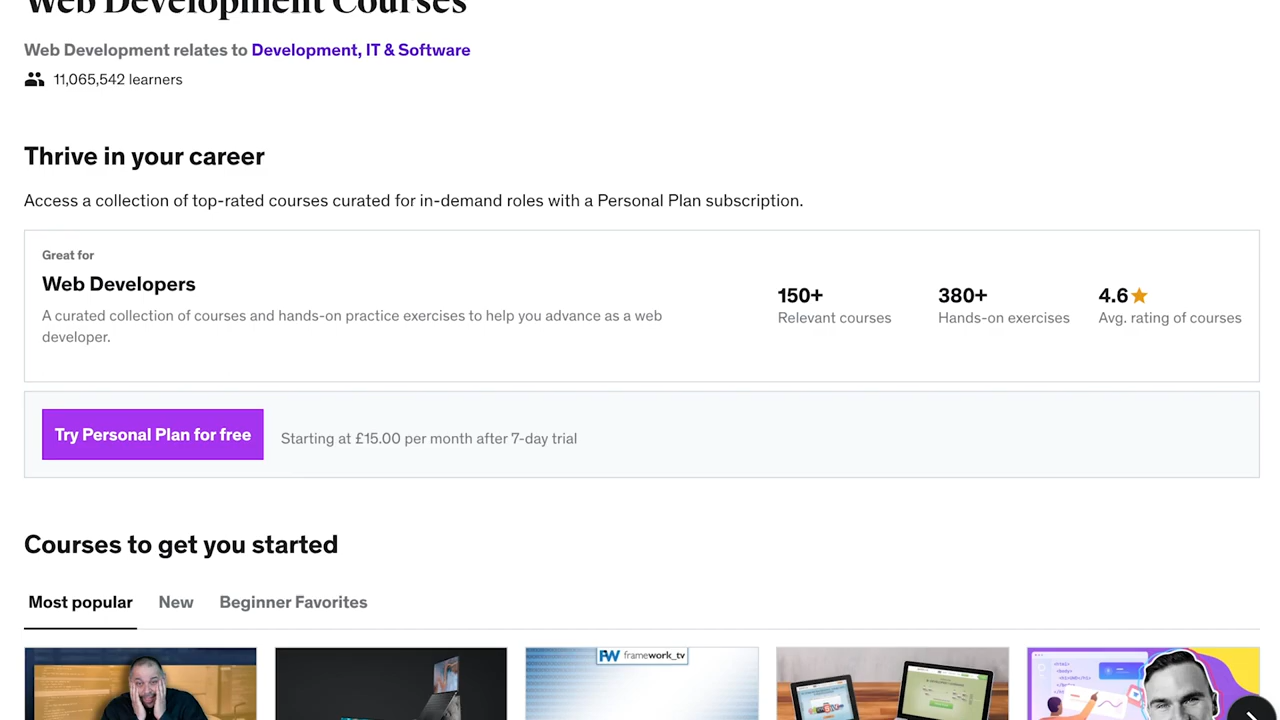 Web Development Courses
Web Development relates to Development, IT & Software
11,065,542 learners
Thrive in your career
Access a collection of top-rated courses curated for in-demand roles with a Personal Plan subscription.
Great for
Web Developers
A curated collection of courses and hands-on practice exercises to help you advance as a web
developer.
150+
Relevant courses
380+
Hands-on exercises
4.6
Avg. rating of courses
Try Personal Plan for free
Starting at £15.00 per month after 7-day trial
Courses to get you started
Most popular
New
Beginner Favorites
FW framework_tv